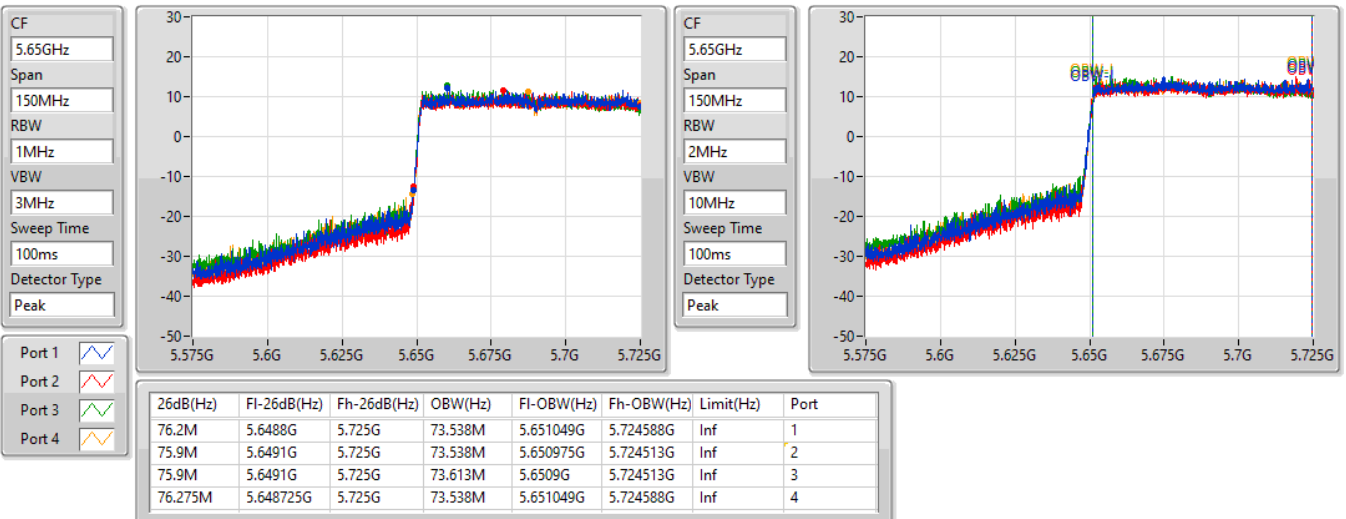 CF
5.65GHz
Span
150MHz
RBW
1MHz
VBW
3MHz
Sweep Time
100ms
Detector Type
Peak
Port 1
Port 2
Port 3
Port 4
30
20
10
0
-10
-20
-30
-40
-50
5.575G 5.6G 5.625G 5.65G 5.675G 5.7G 5.725G
CF
5.65GHz
Span
150MHz
RBW
2MHz
VBW
10MHz
Sweep Time
100ms
Detector Type
Peak
30
20
10
0
-10
-20
-30
-40
-50
5.575G 5.6G 5.625G 5.65G 5.675G 5.7G 5.725G
26dB(Hz) Fl-26dB(Hz) Fh-26dB(Hz) OBW(Hz) Fl-OBW(Hz) Fh-OBW(Hz) Limit(Hz) Port
76.2M 5.6488G 5.725G 73.538M 5.651049G 5.724588G Inf 1
75.9M 5.6491G 5.725G 73.538M 5.650975G 5.724513G Inf 2
75.9M 5.6491G 5.725G 73.613M 5.6509G 5.724513G Inf 3
76.275M 5.648725G 5.725G 73.538M 5.651049G 5.724588G Inf 4